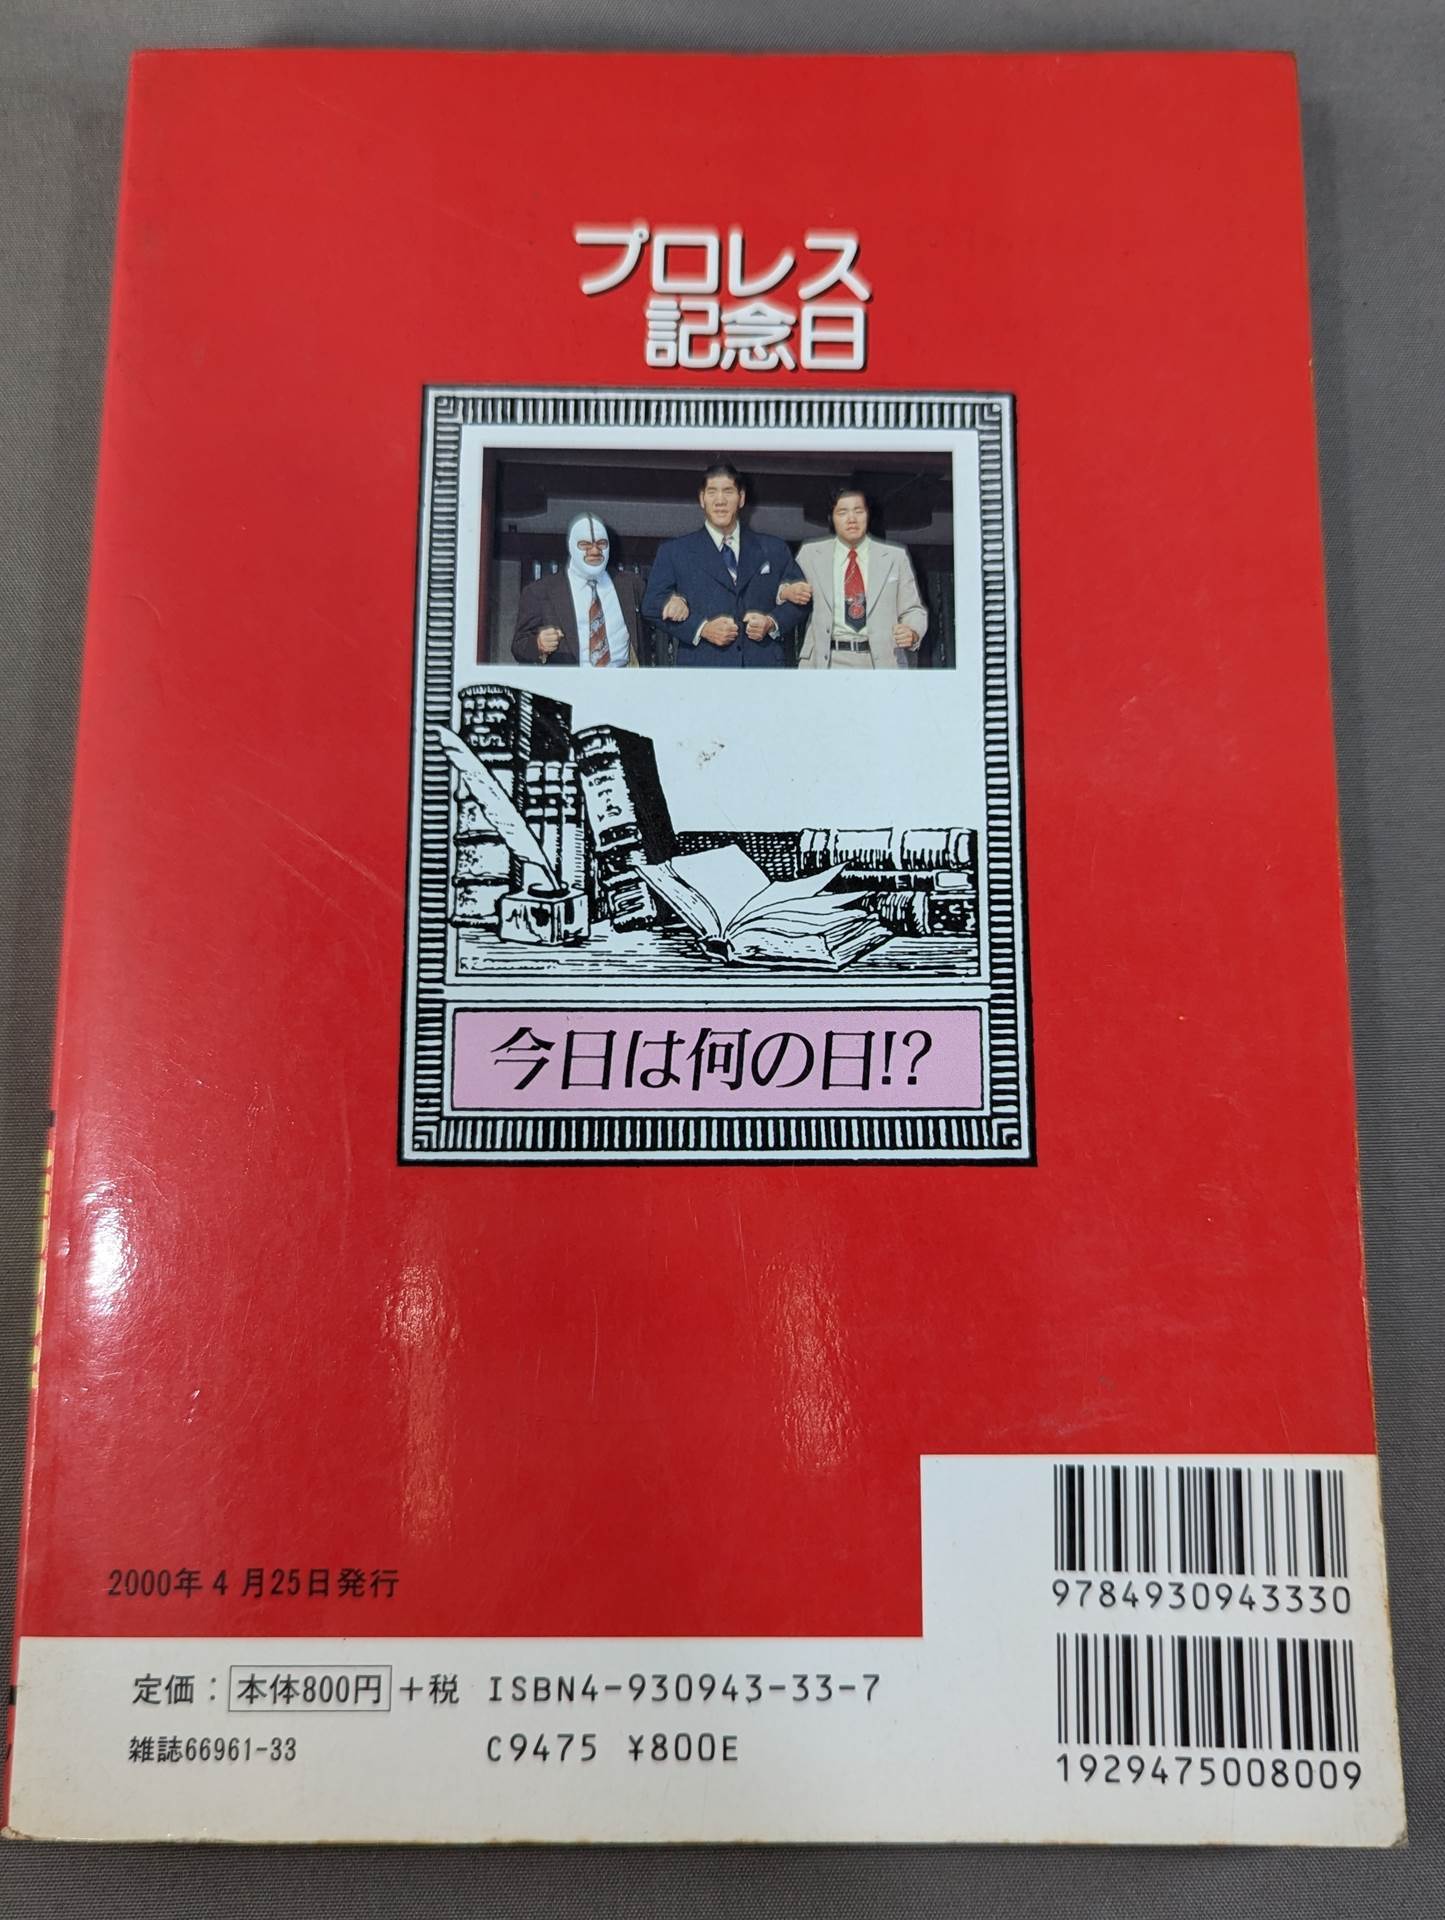 プロレス
記念日
今日は何の日!?
2000年4月25日発行
9784930943330
定価：本体800円+税 ISBN4-930943-33-7
雑誌66961-33 C9475 ¥800E
1929475008009